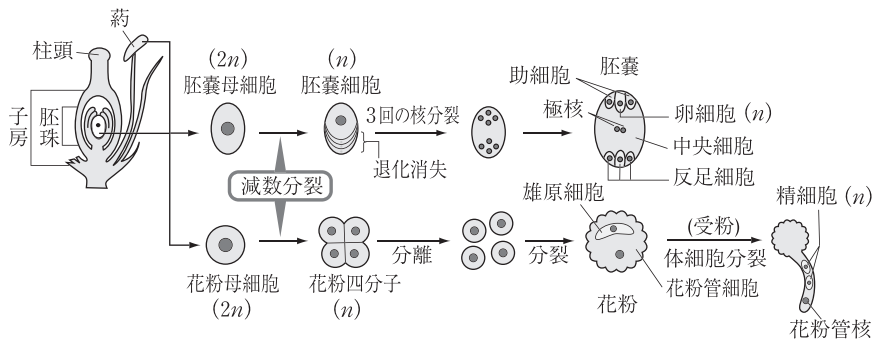 葯
柱頭
子房
胚珠
(2n)
胚嚢母細胞
(n)
胚嚢細胞
3回の核分裂
退化消失
減数分裂
助細胞
胚嚢
極核
卵細胞 (n)
中央細胞
反足細胞
花粉母細胞
(2n)
花粉四分子
(n)
分離
分裂
雄原細胞
花粉管細胞
花粉
(受粉)
体細胞分裂
精細胞 (n)
花粉管核